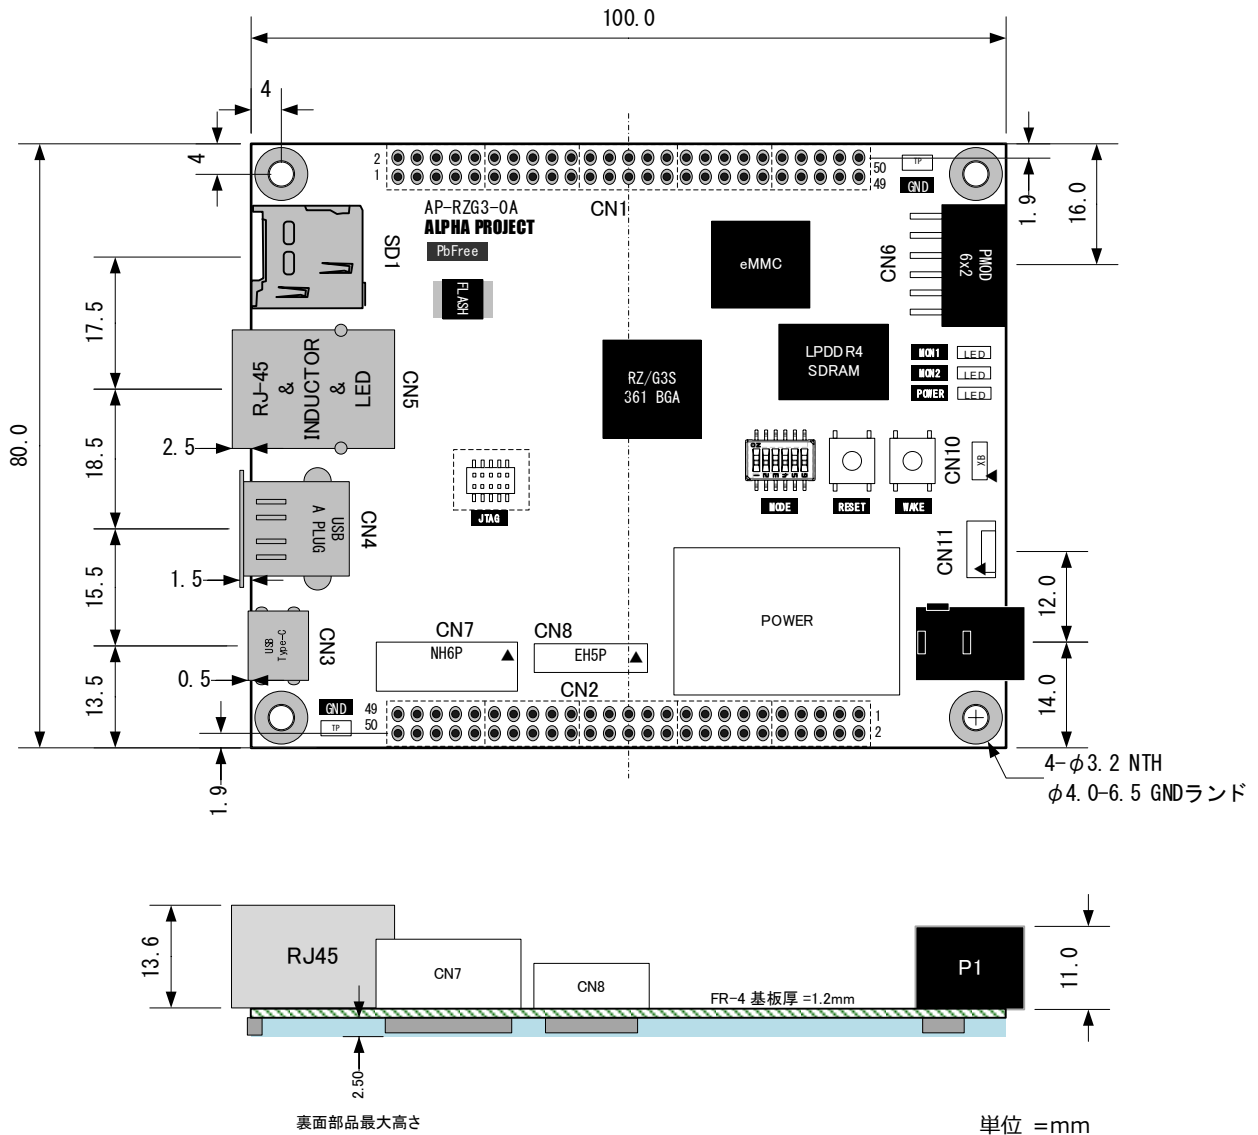 100.0
4
4
2
1
50
49
TP
GND
1.9
16.0
AP-RZG3-0A
ALPHA PROJECT
PbFree
CN1
SD1
FLASH
eMMC
CN6
PMOD
6x2
17.5
RJ-45
&
INDUCTOR
&
LED
CN5
RZ/G3S
361 BGA
LPDDR4
SDRAM
MON1 LED
MON2 LED
POWER LED
80.0
2.5
18.5
ON
1 2 3 4 5 6
MODE
RESET
WAKE
CN10
XB
JTAG
USB
A PLUG
CN4
1.5
15.5
CN11
12.0
POWER
USB
Type-C
CN3
0.5
13.5
CN7
NH6P
CN8
EH5P
CN2
14.0
GND
TP
49
50
1
2
1.9
4-φ3.2 NTH
φ4.0-6.5 GNDランド
13.6
RJ45
CN7
CN8
FR-4 基板厚 =1.2mm
P1
11.0
2.50
裏面部品最大高さ
単位 =mm